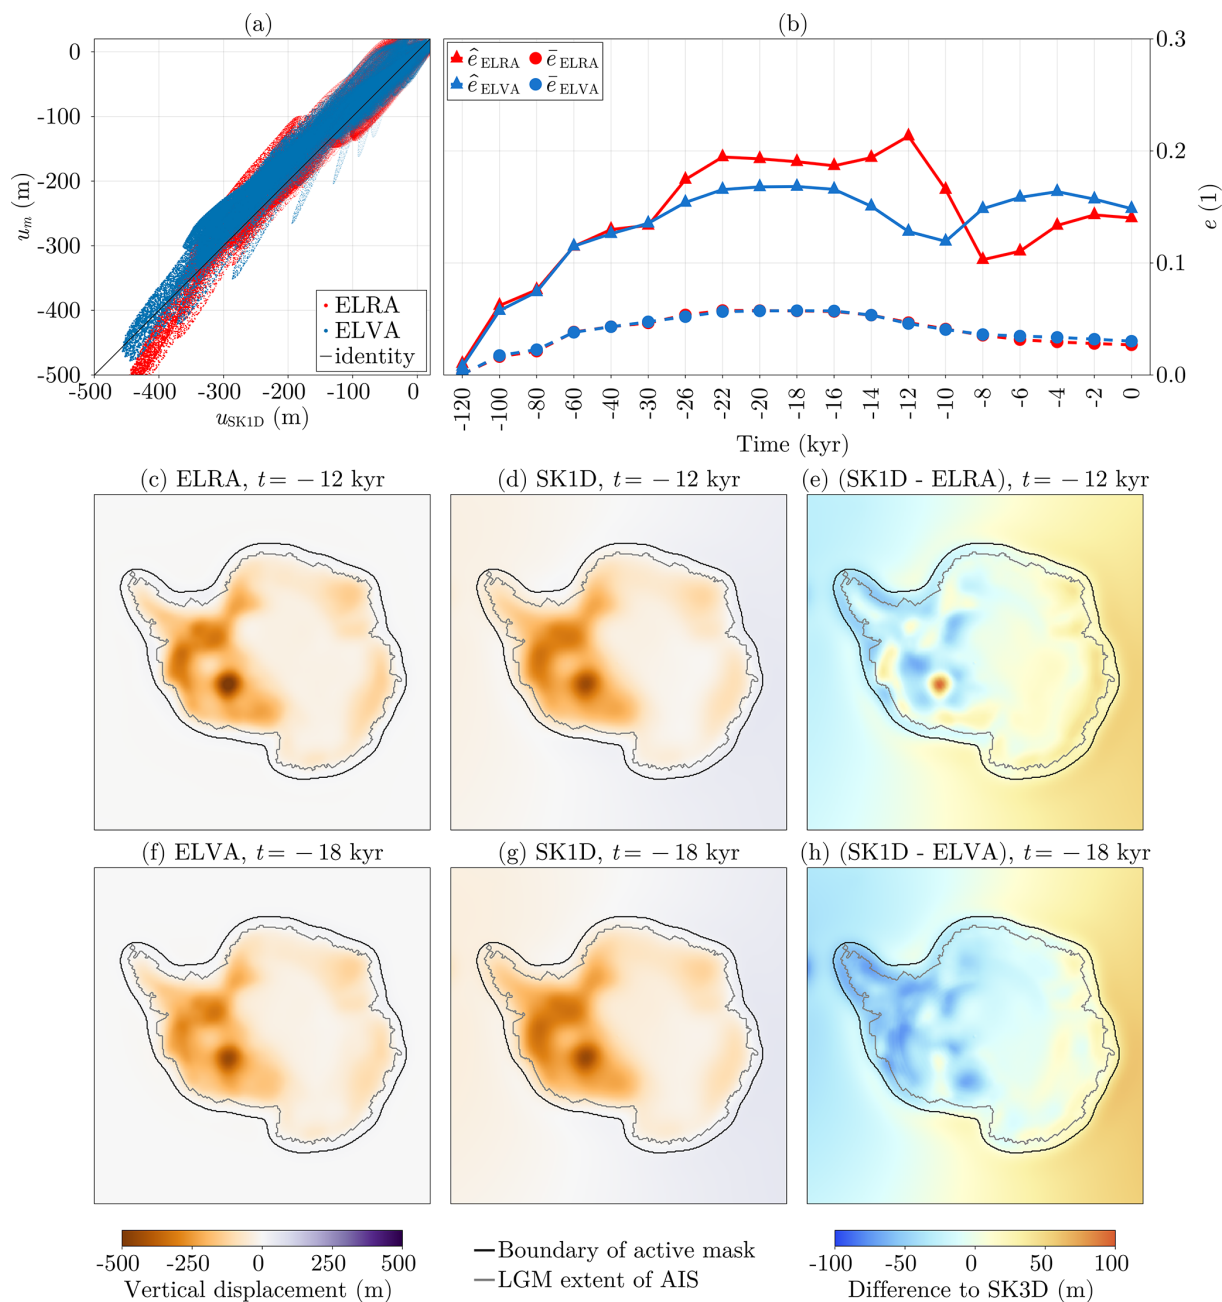 (a)
(b)
0
-100
-200
-300
-400
-500
u_m (m)
-500 -400 -300 -200 -100 0
u_SK1D (m)
ELRA
ELVA
identity
ê_ELRA ē_ELRA
ê_ELVA ē_ELVA
0.3
0.2
0.1
0.0
e (1)
-120 -100 -80 -60 -40 -30 -26 -22 -20 -18 -16 -14 -12 -10 -8 -6 -4 -2 0
Time (kyr)
(c) ELRA, t = −12 kyr
(d) SK1D, t = −12 kyr
(e) (SK1D - ELRA), t = −12 kyr
(f) ELVA, t = −18 kyr
(g) SK1D, t = −18 kyr
(h) (SK1D - ELVA), t = −18 kyr
-500 -250 0 250 500
Vertical displacement (m)
Boundary of active mask
LGM extent of AIS
-100 -50 0 50 100
Difference to SK3D (m)